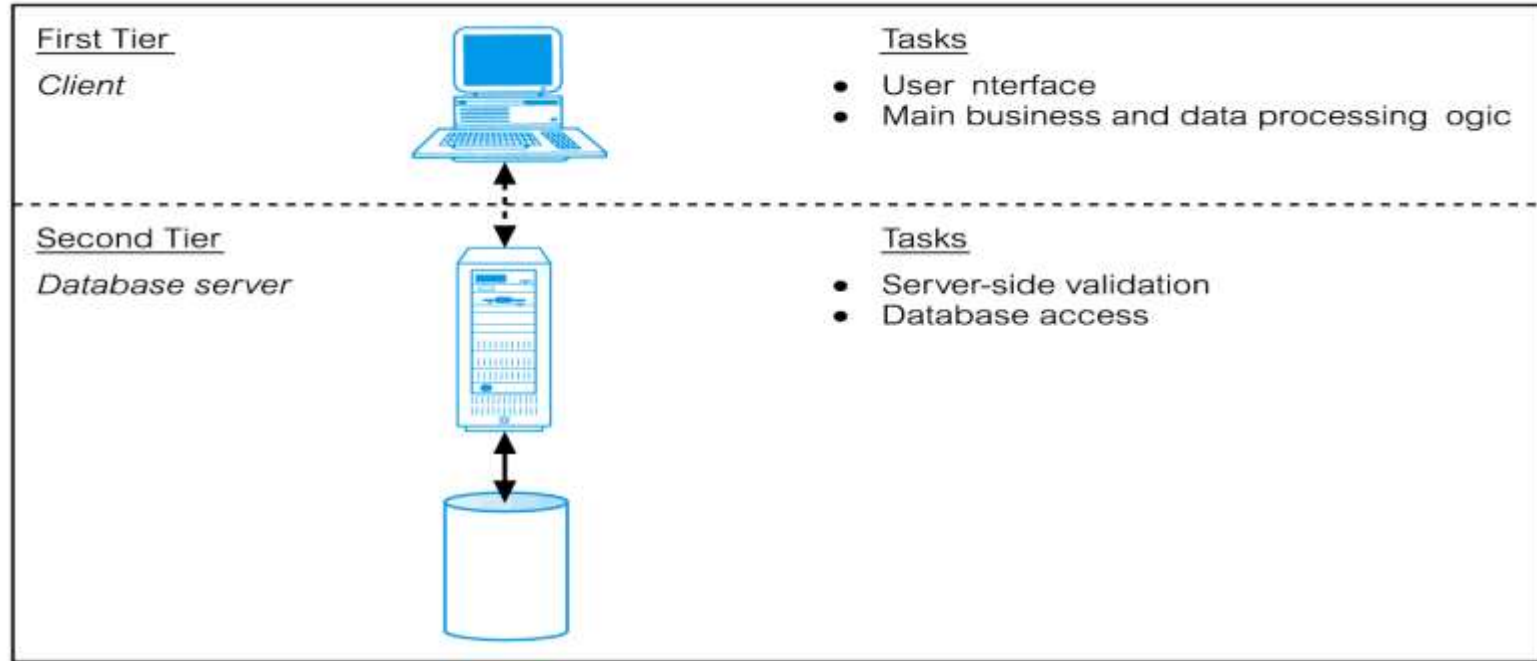 First Tier
Client
Tasks
• User nterface
• Main business and data processing ogic
Second Tier
Database server
Tasks
• Server-side validation
• Database access